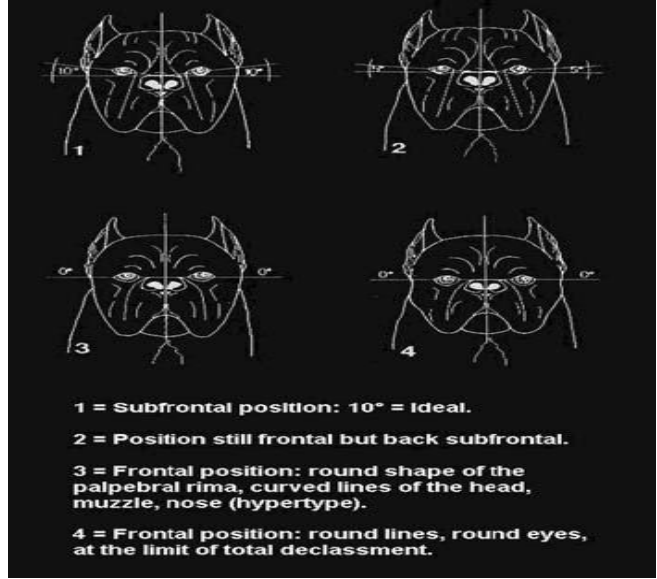 10° 10°
1
5° 5°
2
0° 0°
3
0° 0°
4
1 = Subfrontal position: 10° = Ideal.
2 = Position still frontal but back subfrontal.
3 = Frontal position: round shape of the
palpebral rima, curved lines of the head,
muzzle, nose (hypertype).
4 = Frontal position: round lines, round eyes,
at the limit of total declassment.